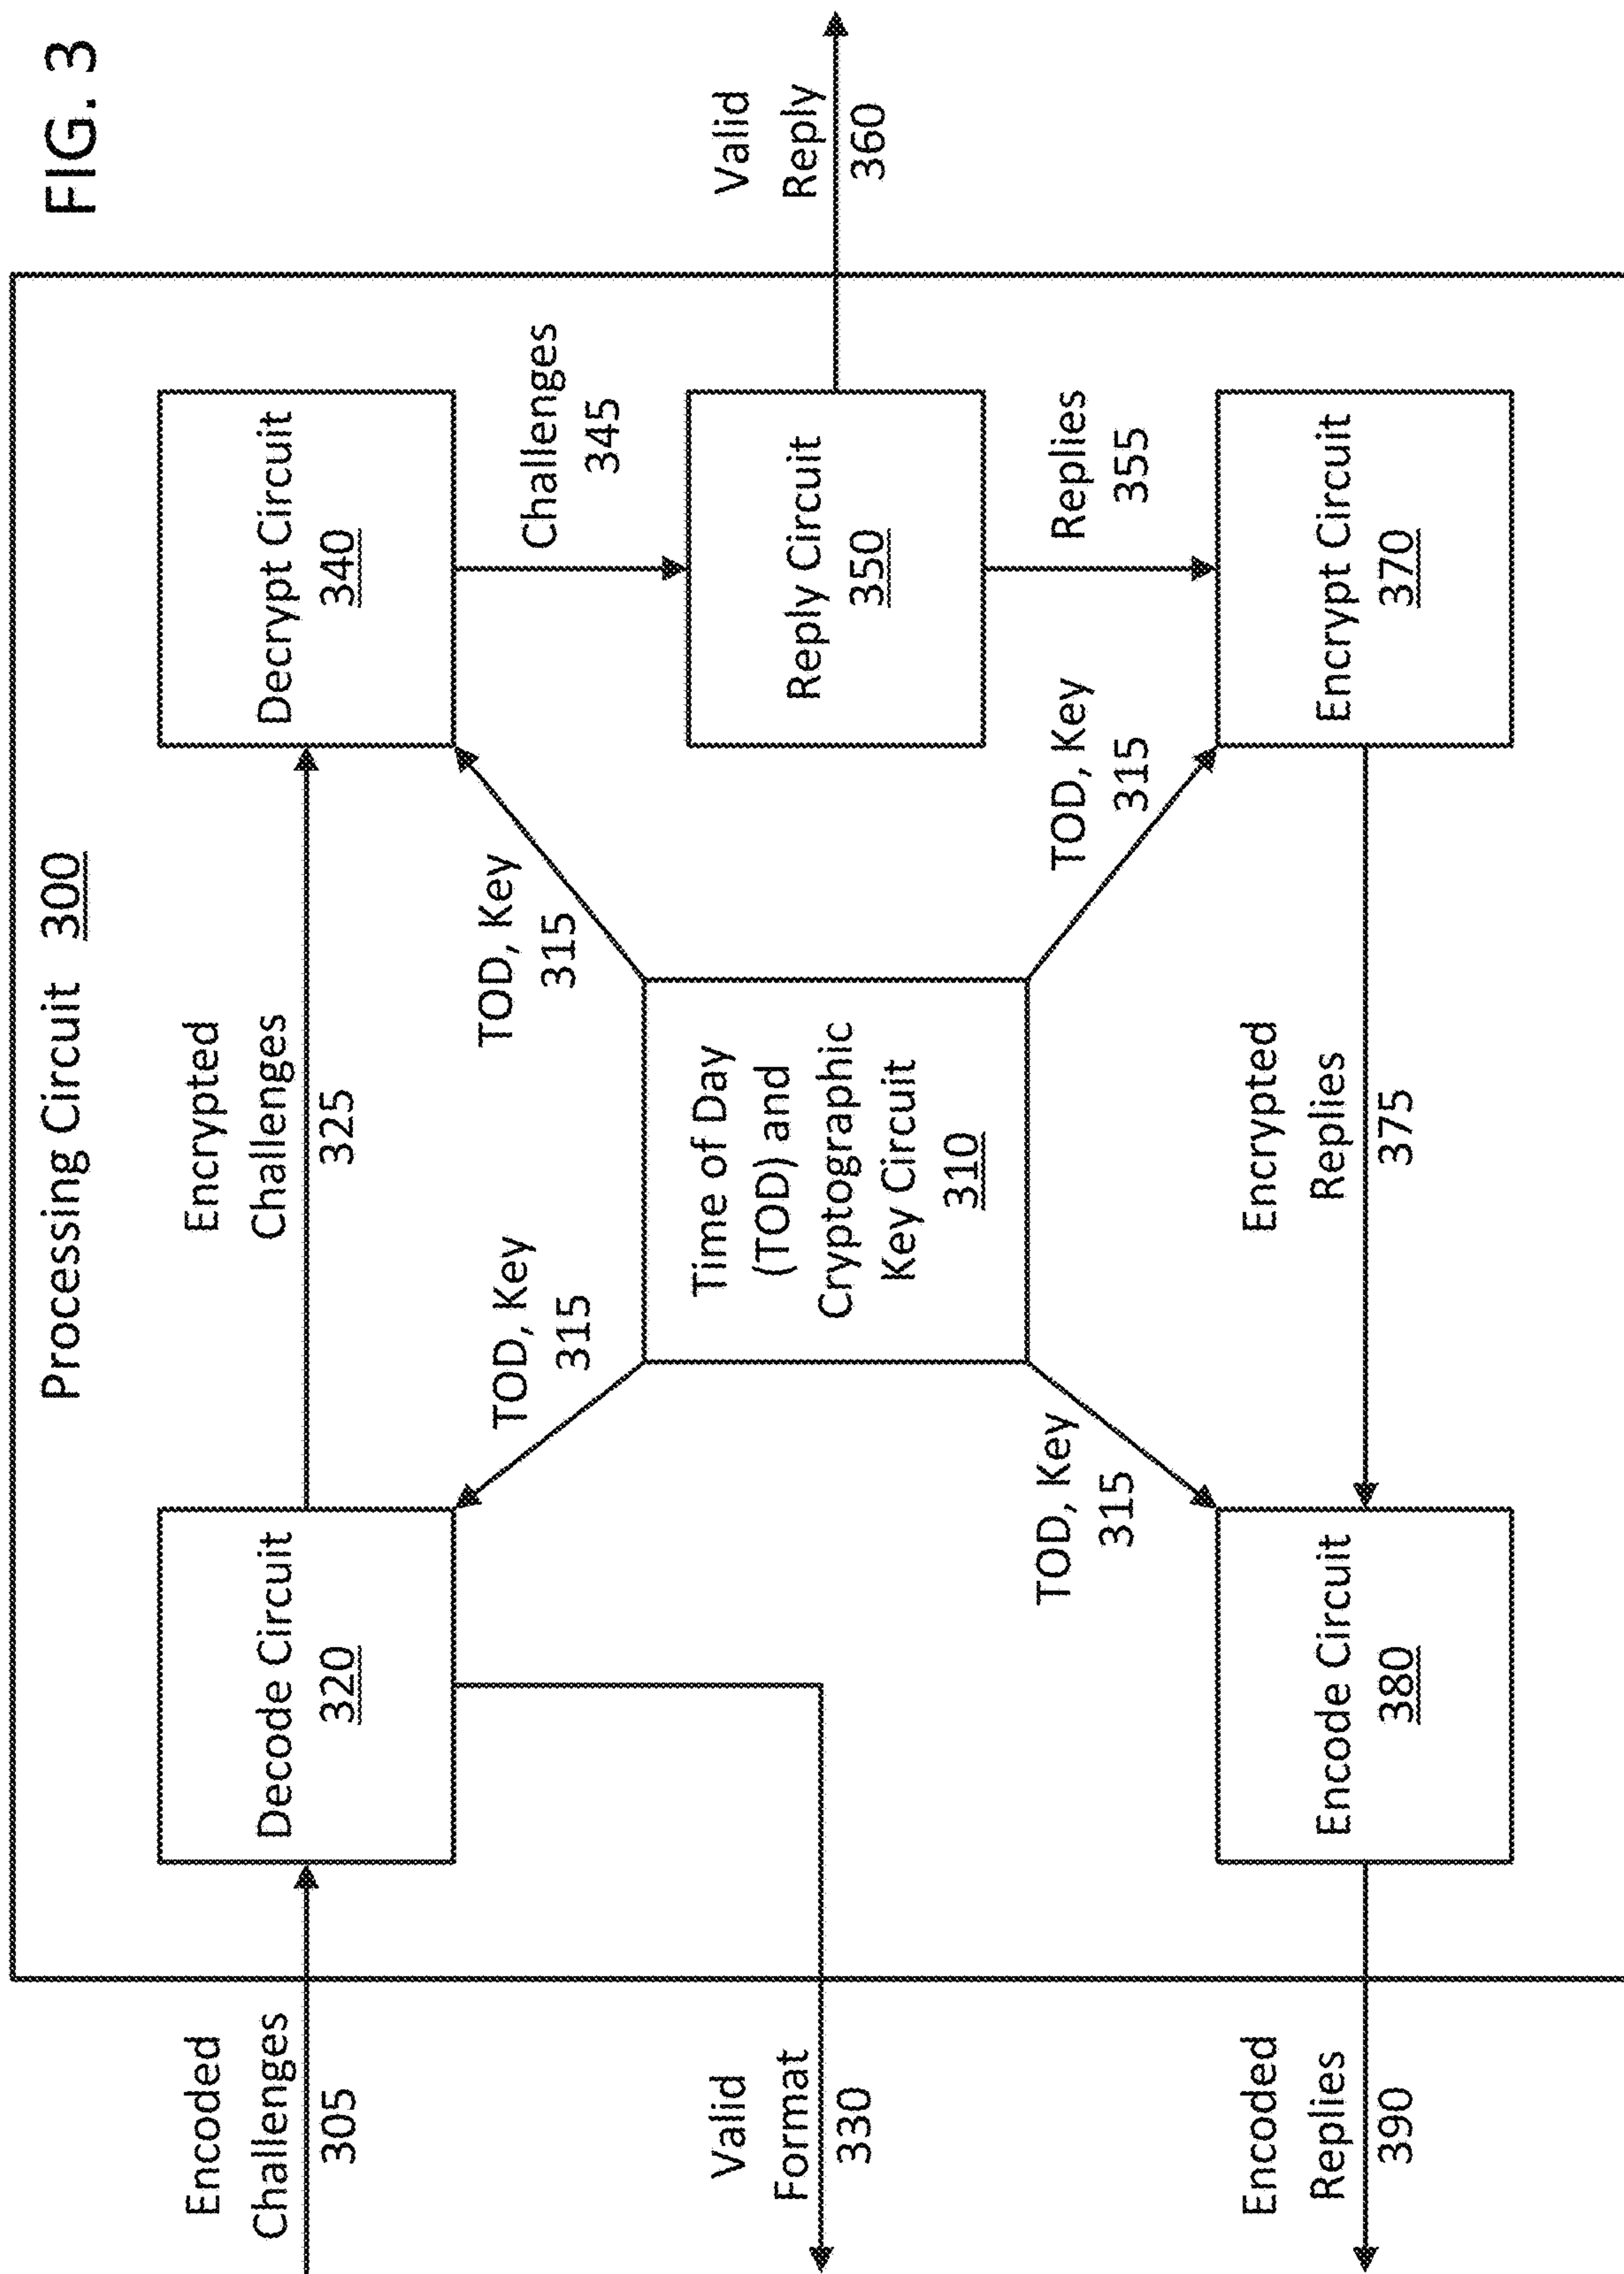 FIG. 3
Processing Circuit 300
Encoded
Challenges
305
Decode Circuit
320
Encrypted
Challenges
325
Decrypt Circuit
340
TOD, Key
315
TOD, Key
315
Challenges
345
Valid
Format
330
Time of Day
(TOD) and
Cryptographic
Key Circuit
310
Reply Circuit
350
Valid
Reply
360
TOD, Key
315
TOD, Key
315
Replies
355
Encoded
Replies
390
Encode Circuit
380
Encrypted
Replies
375
Encrypt Circuit
370